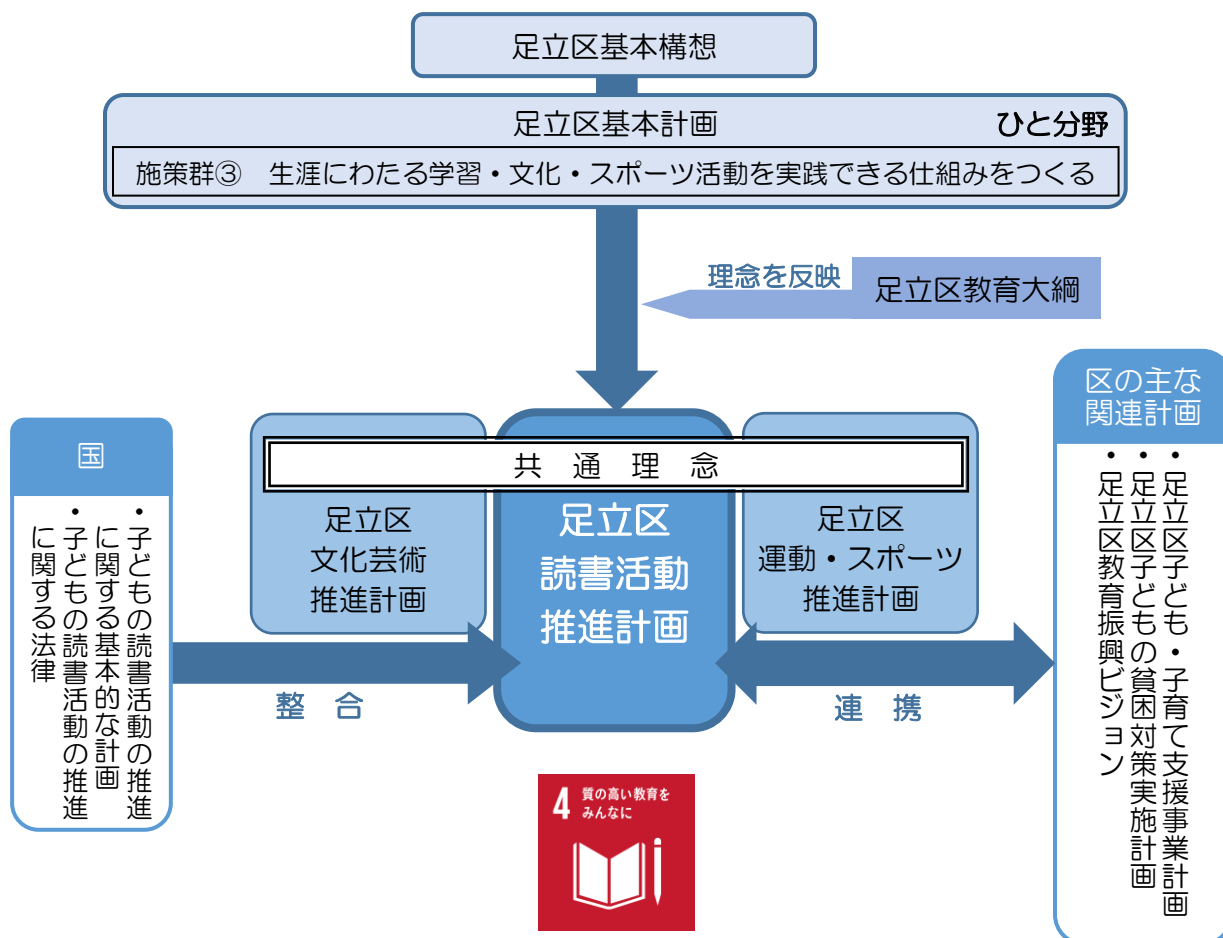 足立区基本構想
足立区基本計画 ひと分野
施策群③ 生涯にわたる学習・文化・スポーツ活動を実践できる仕組みをつくる
理念を反映
足立区教育大綱
国
・子どもの読書活動の推進
に関する基本的な計画
・子どもの読書活動の推進
に関する法律
共通理念
足立区
文化芸術
推進計画
足立区
読書活動
推進計画
足立区
運動・スポーツ
推進計画
整合
連携
区の主な
関連計画
・足立区子ども・子育て支援事業計画
・足立区子どもの貧困対策実施計画
・足立区教育振興ビジョン
4 質の高い教育を
みんなに